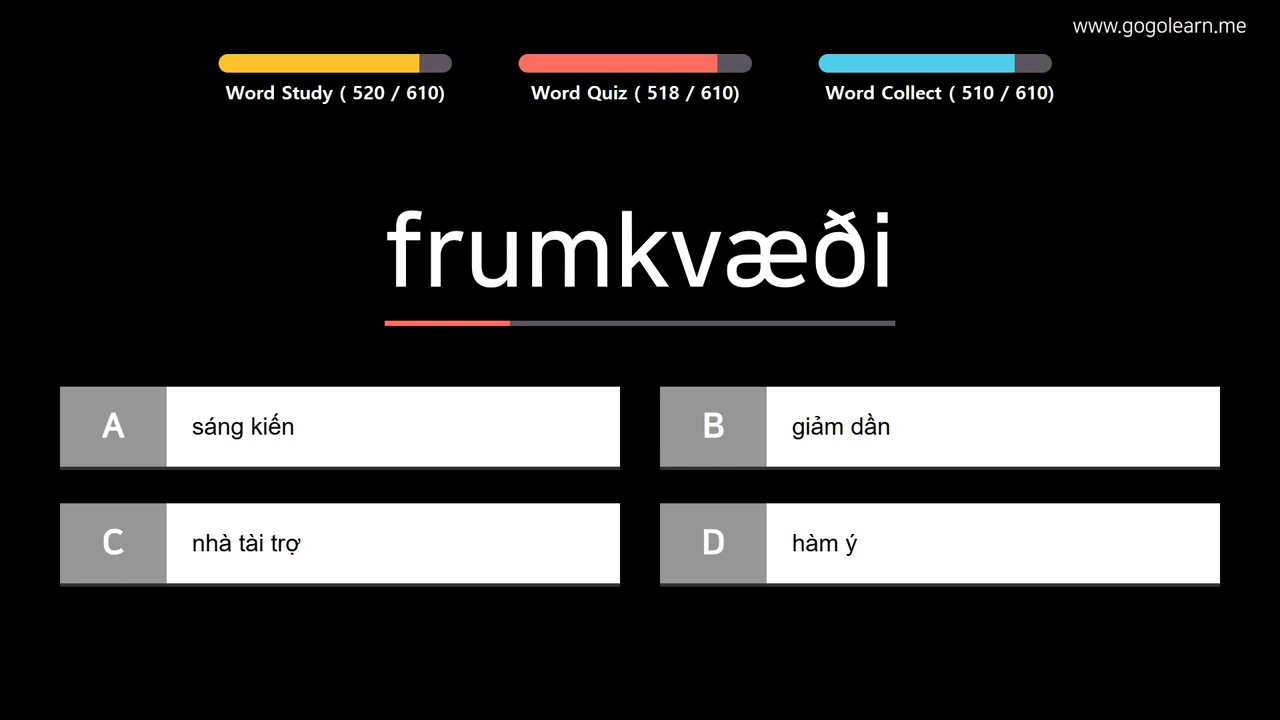 www.gogolearn.me
Word Study ( 520 / 610)
Word Quiz ( 518 / 610)
Word Collect ( 510 / 610)
frumkvæði
A
sáng kiến
B
giảm dần
C
nhà tài trợ
D
hàm ý